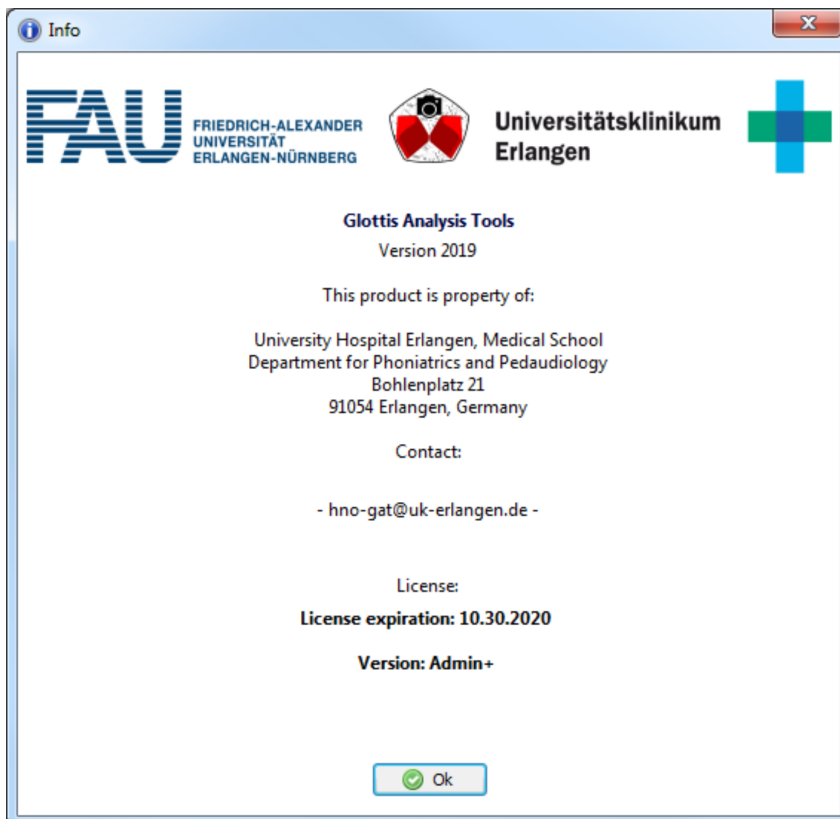 Info
FAU
FRIEDRICH-ALEXANDER
UNIVERSITÄT
ERLANGEN-NÜRNBERG
Universitätsklinikum
Erlangen
Glottis Analysis Tools
Version 2019
This product is property of:
University Hospital Erlangen, Medical School
Department for Phoniatrics and Pedaudiology
Bohlenplatz 21
91054 Erlangen, Germany
Contact:
- hno-gat@uk-erlangen.de -
License:
License expiration: 10.30.2020
Version: Admin+
Ok